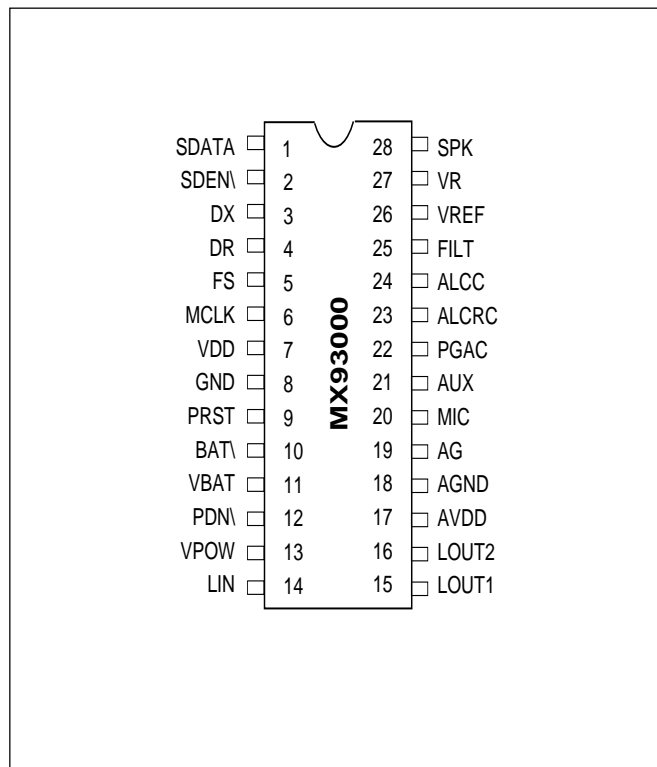 SDATA 1 28 SPK
SDEN\ 2 27 VR
DX 3 26 VREF
DR 4 25 FILT
FS 5 24 ALCC
MCLK 6 23 ALCRC
VDD 7 22 PGAC
GND 8 21 AUX
PRST 9 20 MIC
BAT\ 10 19 AG
VBAT 11 18 AGND
PDN\ 12 17 AVDD
VPOW 13 16 LOUT2
LIN 14 15 LOUT1
MX93000